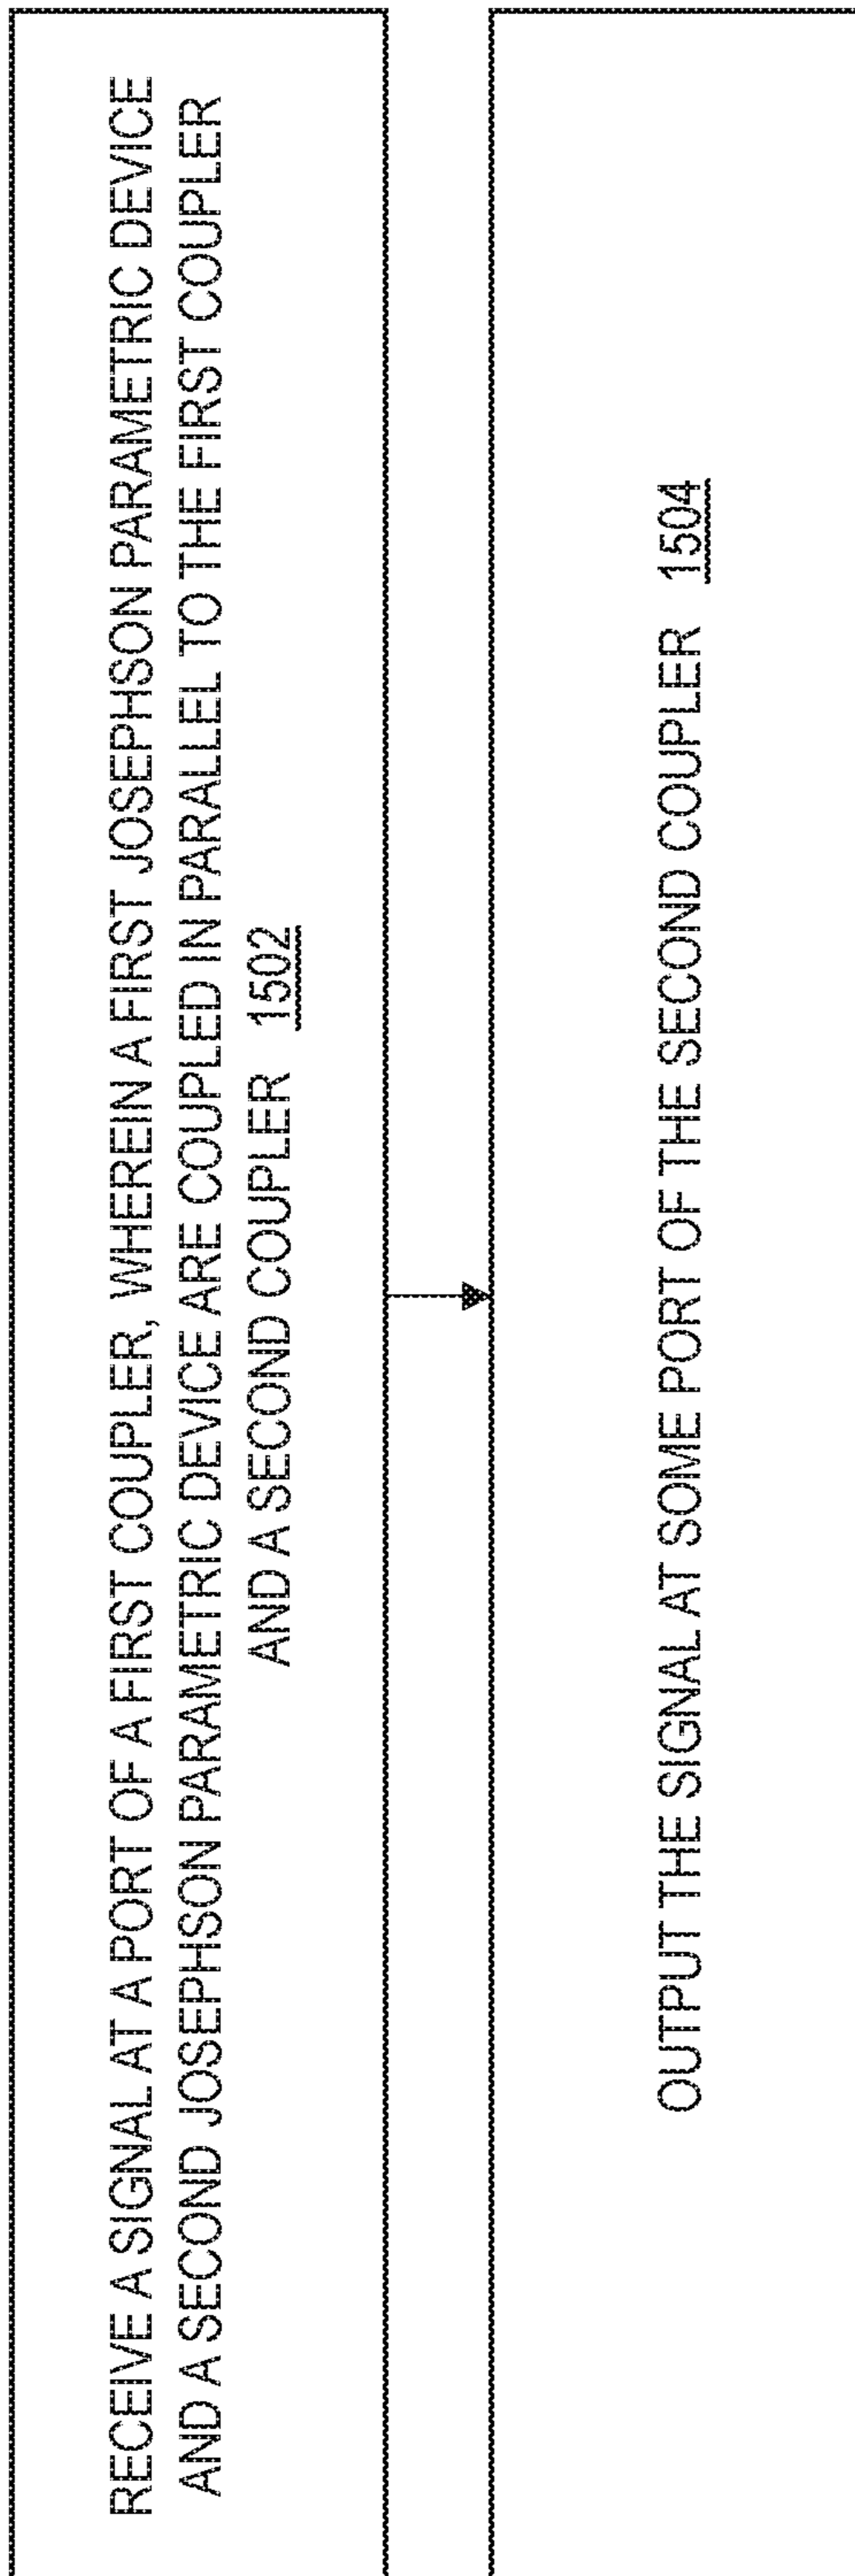 RECEIVE A SIGNAL AT A PORT OF A FIRST COUPLER, WHEREIN A FIRST JOSEPHSON PARAMETRIC DEVICE
AND A SECOND JOSEPHSON PARAMETRIC DEVICE ARE COUPLED IN PARALLEL TO THE FIRST COUPLER
AND A SECOND COUPLER 1502
OUTPUT THE SIGNAL AT SOME PORT OF THE SECOND COUPLER 1504